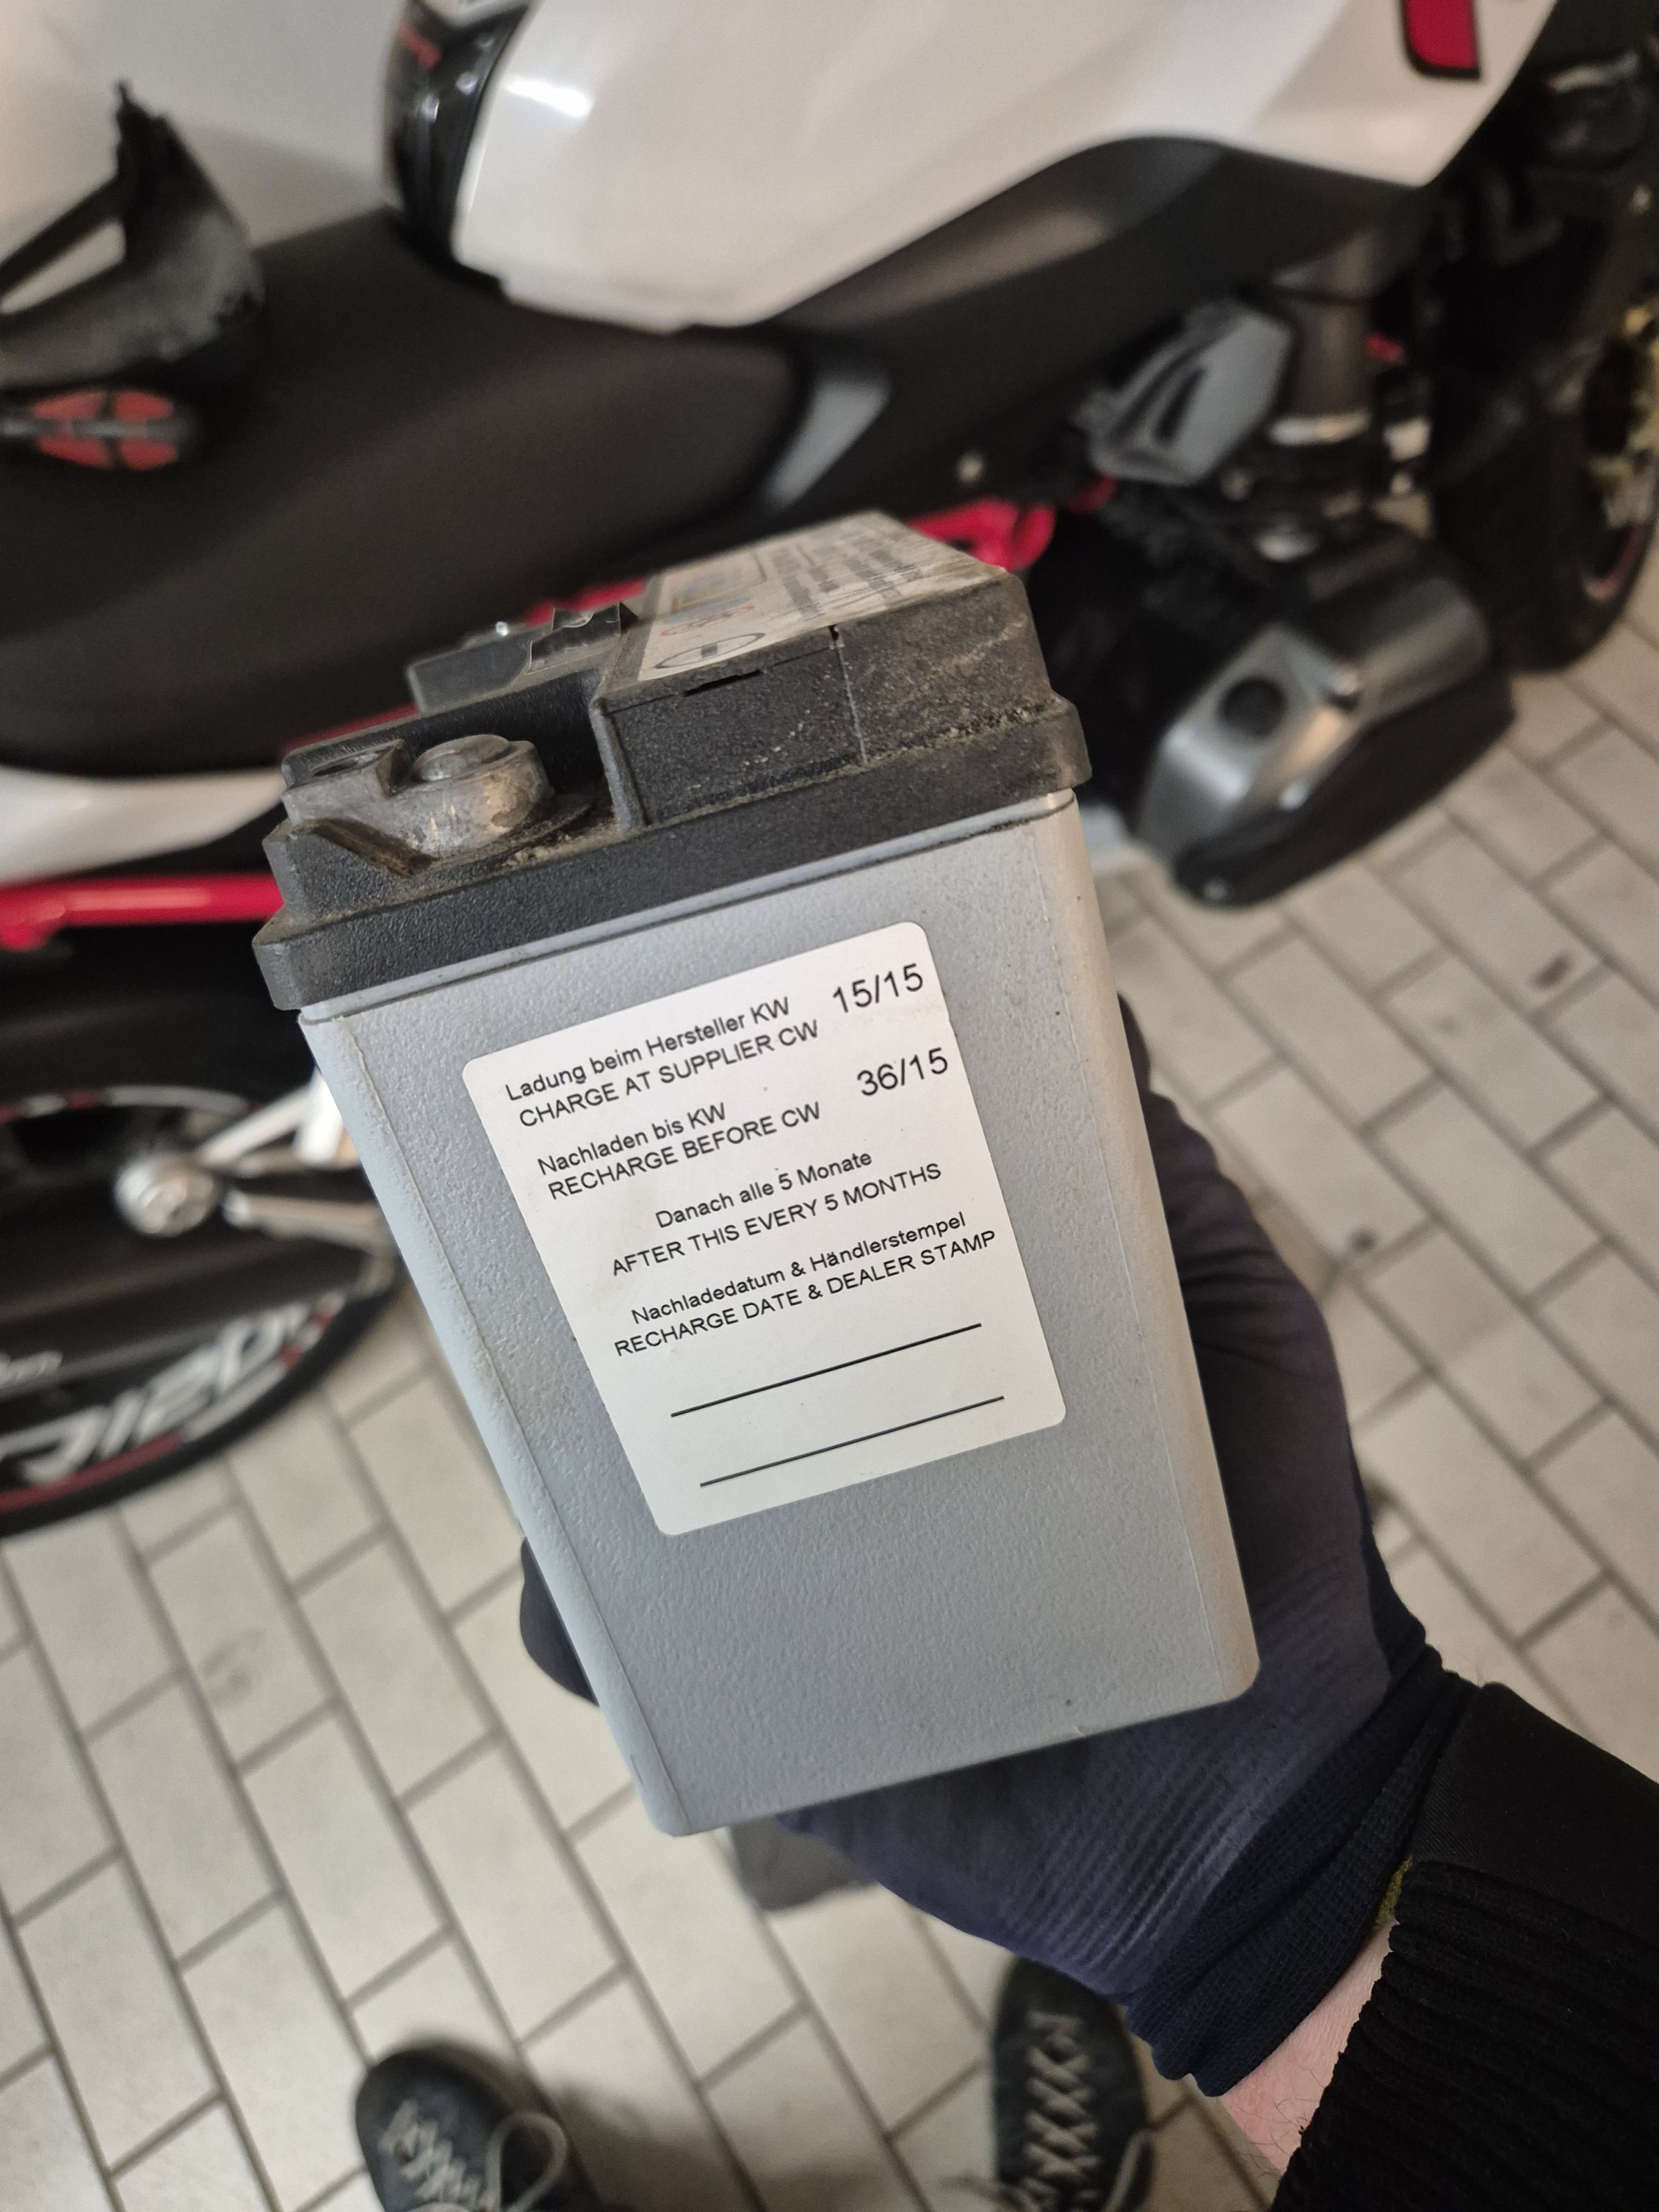 Ladung beim Hersteller KW 15/15
CHARGE AT SUPPLIER CW
Nachladen bis KW 36/15
RECHARGE BEFORE CW
Danach alle 5 Monate
AFTER THIS EVERY 5 MONTHS
Nachladedatum & Händlerstempel
RECHARGE DATE & DEALER STAMP